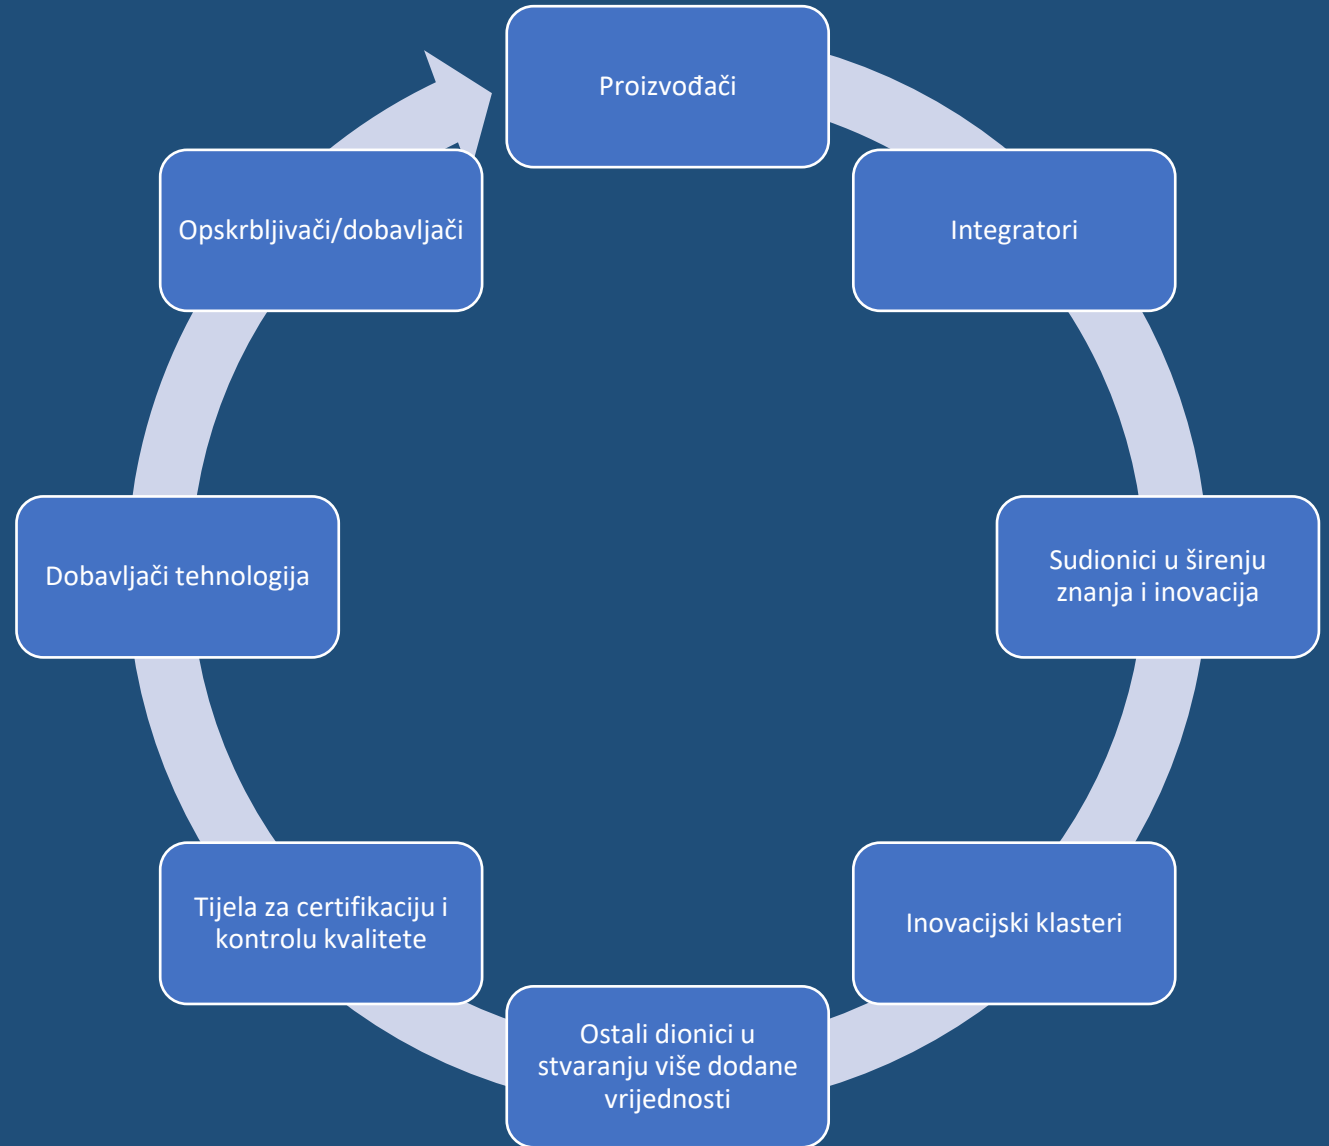 Proizvođači
Integratori
Sudionici u širenju
znanja i inovacija
Inovacijski klasteri
Ostali dionici u
stvaranju više dodane
vrijednosti
Tijela za certifikaciju i
kontrolu kvalitete
Dobavljači tehnologija
Opskrbljivači/dobavljači